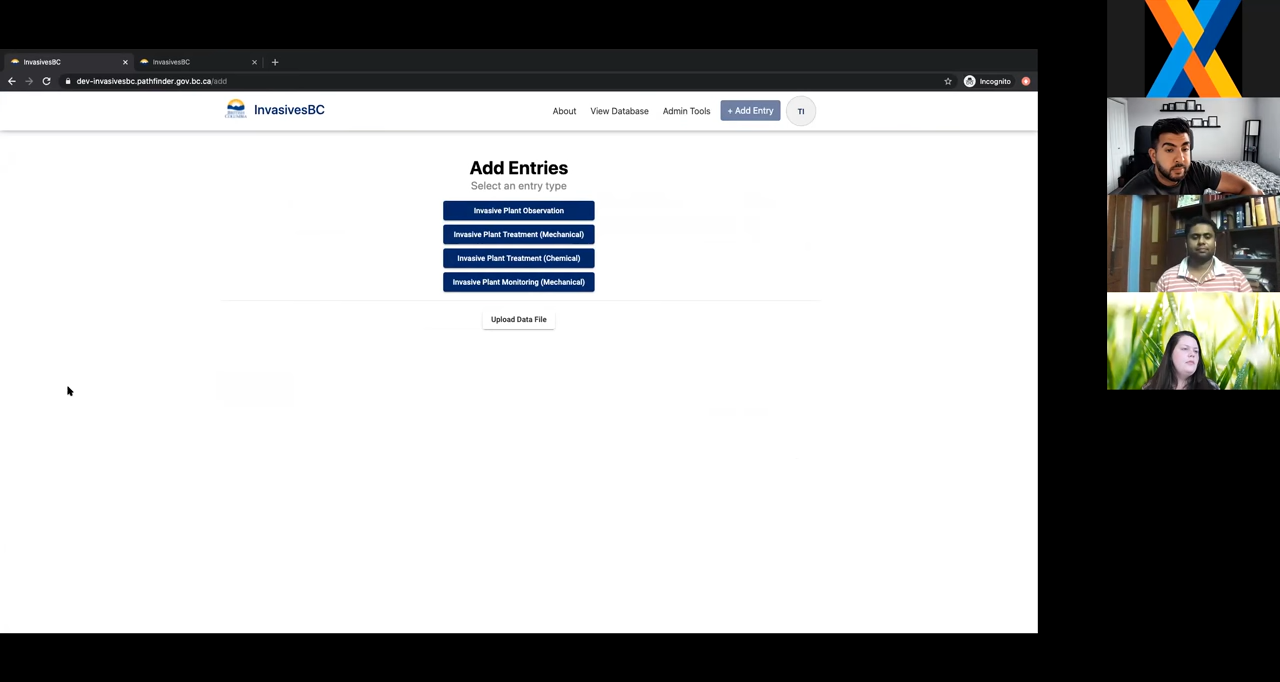 InvasivesBC
InvasivesBC
dev-invasivesbc.pathfinder.gov.bc.ca/add
Incognito
InvasivesBC
About
View Database
Admin Tools
+ Add Entry
TI
Add Entries
Select an entry type
Invasive Plant Observation
Invasive Plant Treatment (Mechanical)
Invasive Plant Treatment (Chemical)
Invasive Plant Monitoring (Mechanical)
Upload Data File